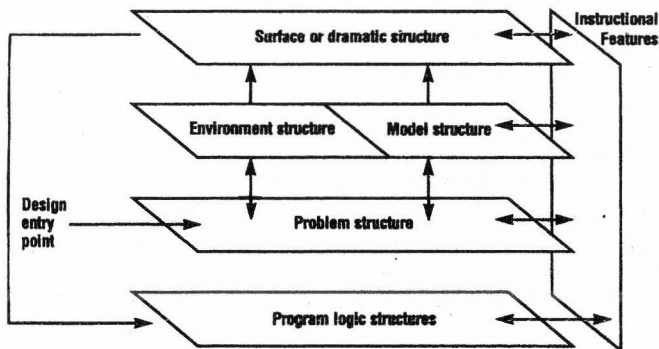 Instructional
Features
Surface or dramatic structure
Environment structure
Model structure
Design
entry
point
Problem structure
Program logic structures